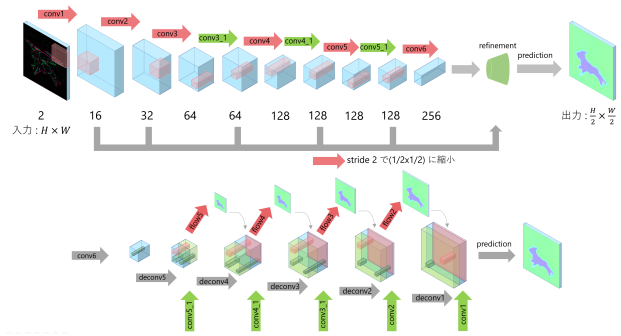 conv1
conv2
conv3
conv3_1
conv4
conv4_1
conv5
conv5_1
conv6
refinement
prediction
2
16
32
64
64
128
128
128
128
256
入力 : H × W
出力 : H/2 × W/2
stride 2 で(1/2x1/2) に縮小
flow5
flow4
flow3
flow2
conv6
deconv5
deconv4
deconv3
deconv2
deconv1
prediction
conv5_1
conv4_1
conv3_1
conv2
conv1